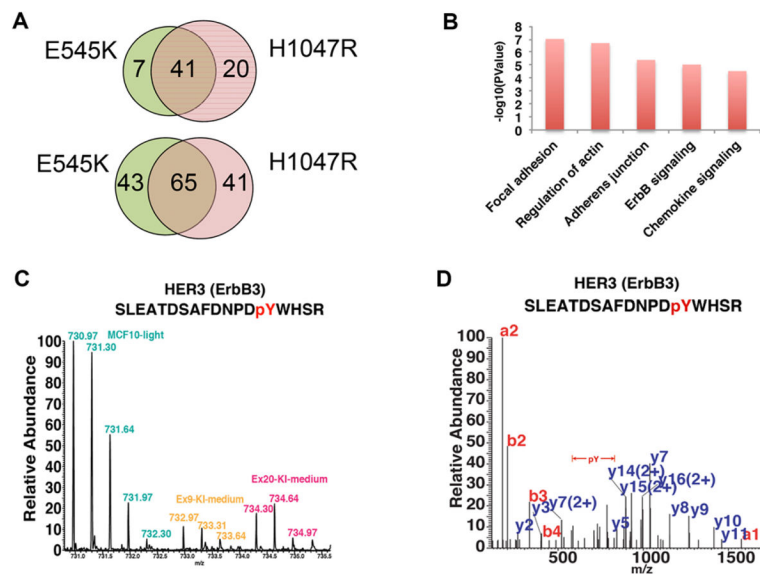 A
E545K
H1047R
7
41
20
E545K
H1047R
43
65
41
B
-log10(PValue)
8
7
6
5
4
3
2
1
0
Focal adhesion
Regulation of actin
Adherens junction
ErbB signaling
Chemokine signaling
C
HER3 (ErbB3)
SLEATDSAFDNPDpYWHSR
Relative Abundance
100
90
80
70
60
50
40
30
20
10
0
730.97
MCF10-light
731.30
731.64
731.97
732.30
Ex9-KI-medium
732.97
733.31
733.64
Ex20-KI-medium
734.30
734.64
734.97
731.0
731.5
732.0
732.5
733.0
733.5
734.0
734.5
735.0
735.5
m/z
D
HER3 (ErbB3)
SLEATDSAFDNPDpYWHSR
Relative Abundance
100
90
80
70
60
50
40
30
20
10
0
a2
b2
b3
b4
y2
y3
y7(2+)
pY
y5
y14(2+)
y15(2+)
y7
y16(2+)
y8
y9
y10
y11
a1
500
1000
1500
m/z